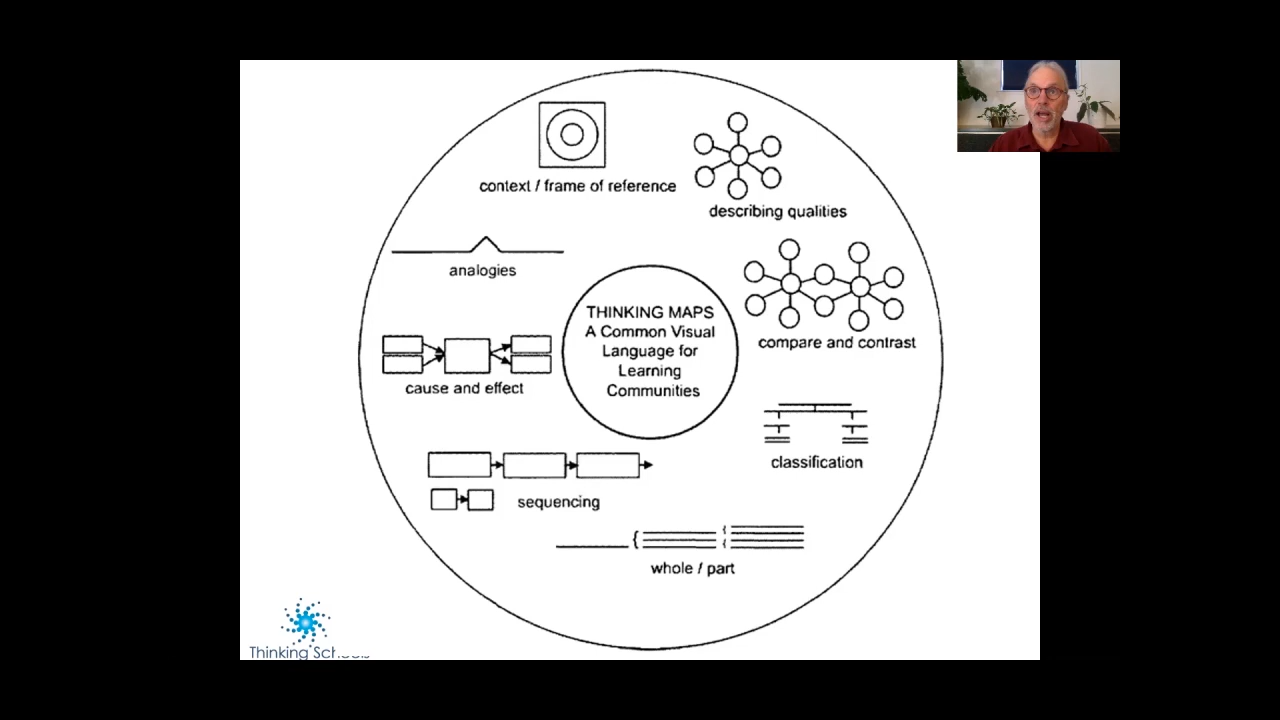 context / frame of reference
describing qualities
analogies
THINKING MAPS
A Common Visual
Language for
Learning
Communities
compare and contrast
cause and effect
classification
sequencing
whole / part
Thinking Schools